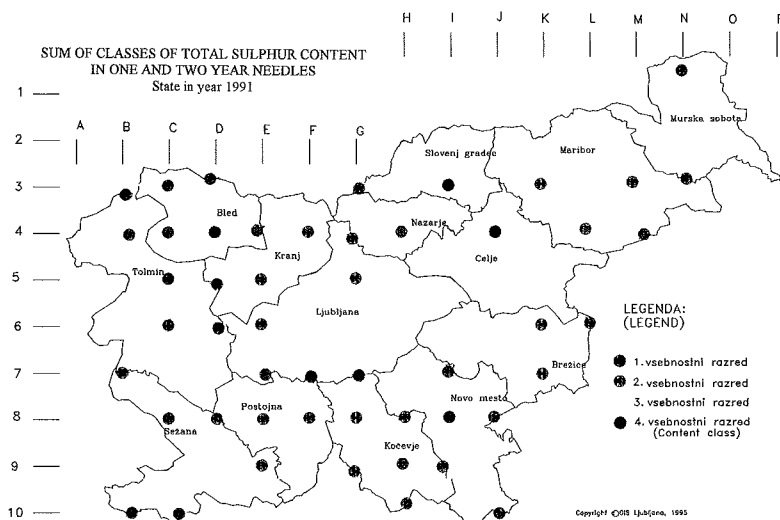 SUM OF CLASSES OF TOTAL SULPHUR CONTENT
IN ONE AND TWO YEAR NEEDLES
State in year 1991
H I J K L M N O P
A B C D E F G
1
2
3
4
5
6
7
8
9
10
Murska sobota
Slovenj gradec
Maribor
Bled
Nazarje
Kranj
Celje
Tolmin
Ljubljana
Brežice
Postojna
Novo mesto
Sežana
Kočevje
LEGENDA:
(LEGEND)
1. vsebnostni razred
2. vsebnostni razred
3. vsebnostni razred
4. vsebnostni razred
(Content class)
Copyright ©GIS Ljubljana, 1995